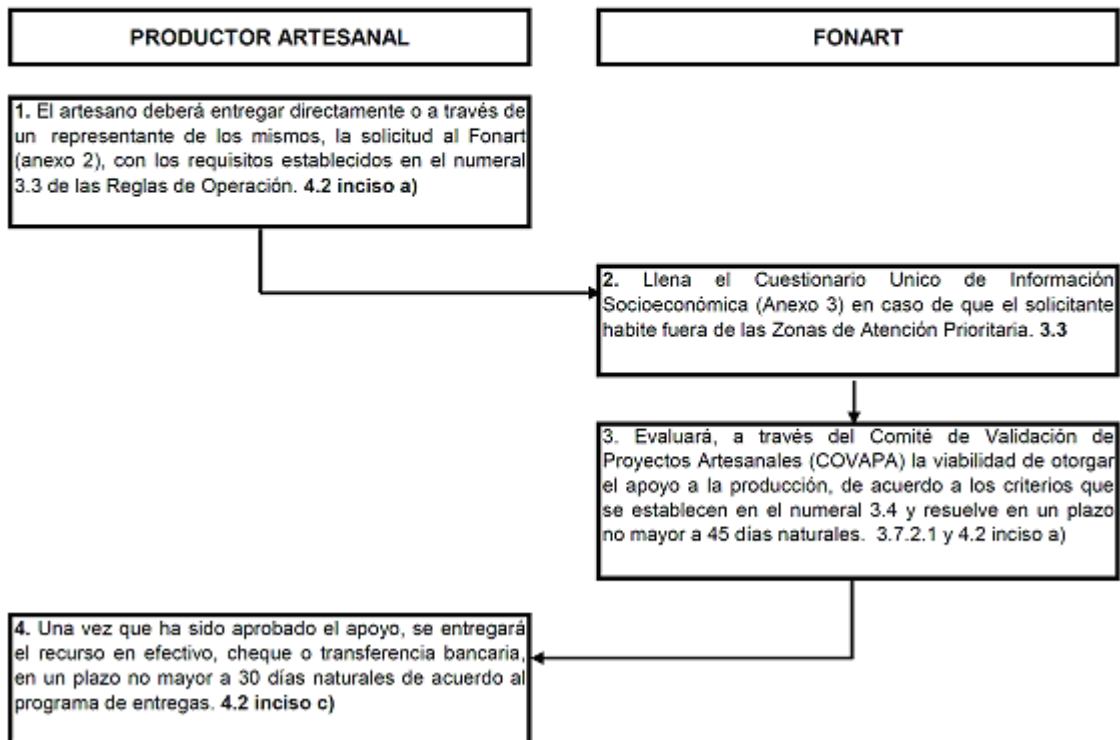 PRODUCTOR ARTESANAL
FONART
1. El artesano deberá entregar directamente o a través de
un representante de los mismos, la solicitud al Fonart
(anexo 2), con los requisitos establecidos en el numeral
3.3 de las Reglas de Operación. 4.2 inciso a)
2. Llena el Cuestionario Unico de Información
Socioeconómica (Anexo 3) en caso de que el solicitante
habite fuera de las Zonas de Atención Prioritaria. 3.3
3. Evaluará, a través del Comité de Validación de
Proyectos Artesanales (COVAPA) la viabilidad de otorgar
el apoyo a la producción, de acuerdo a los criterios que
se establecen en el numeral 3.4 y resuelve en un plazo
no mayor a 45 días naturales. 3.7.2.1 y 4.2 inciso a)
4. Una vez que ha sido aprobado el apoyo, se entregará
el recurso en efectivo, cheque o transferencia bancaria,
en un plazo no mayor a 30 días naturales de acuerdo al
programa de entregas. 4.2 inciso c)